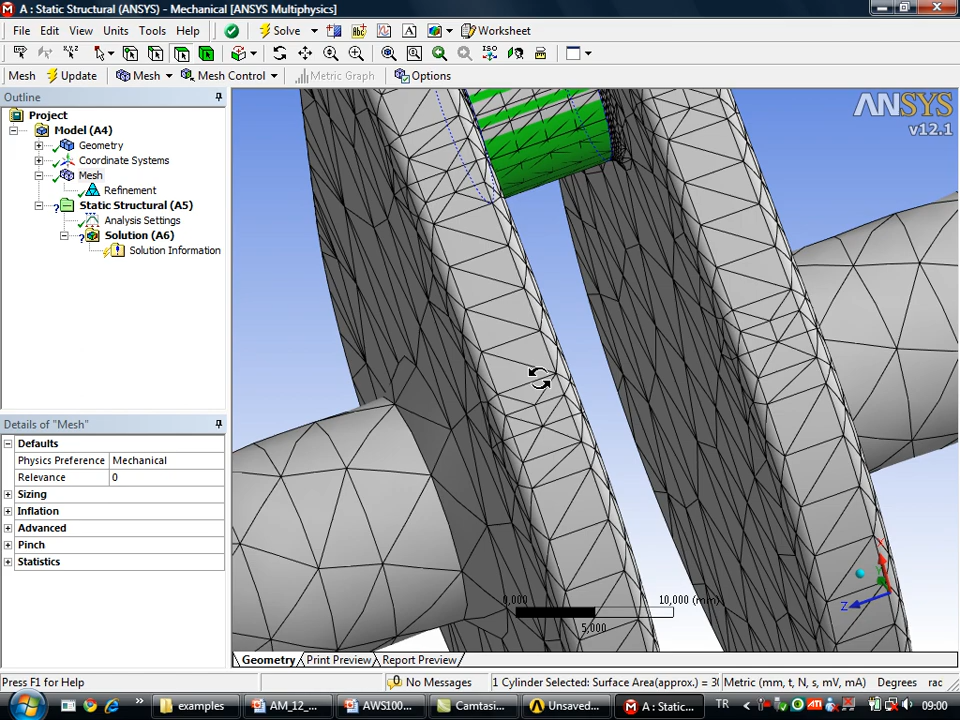 A : Static Structural (ANSYS) - Mechanical [ANSYS Multiphysics]
File Edit View Units Tools Help Solve Worksheet
Mesh Update Mesh Mesh Control Metric Graph Options
Outline
Project
Model (A4)
Geometry
Coordinate Systems
Mesh
Refinement
Static Structural (A5)
Analysis Settings
Solution (A6)
Solution Information
Details of "Mesh"
Defaults
Physics Preference Mechanical
Relevance 0
Sizing
Inflation
Advanced
Pinch
Statistics
ANSYS
v12.1
0,000 10,000 (mm)
5,000
X
Y
Z
Geometry Print Preview Report Preview
Press F1 for Help
No Messages
1 Cylinder Selected: Surface Area(approx.) = 30
Metric (mm, t, N, s, mV, mA) Degrees rac
examples
AM_12_...
AWS100...
Camtasi...
Unsaved...
A : Static...
TR
09:00